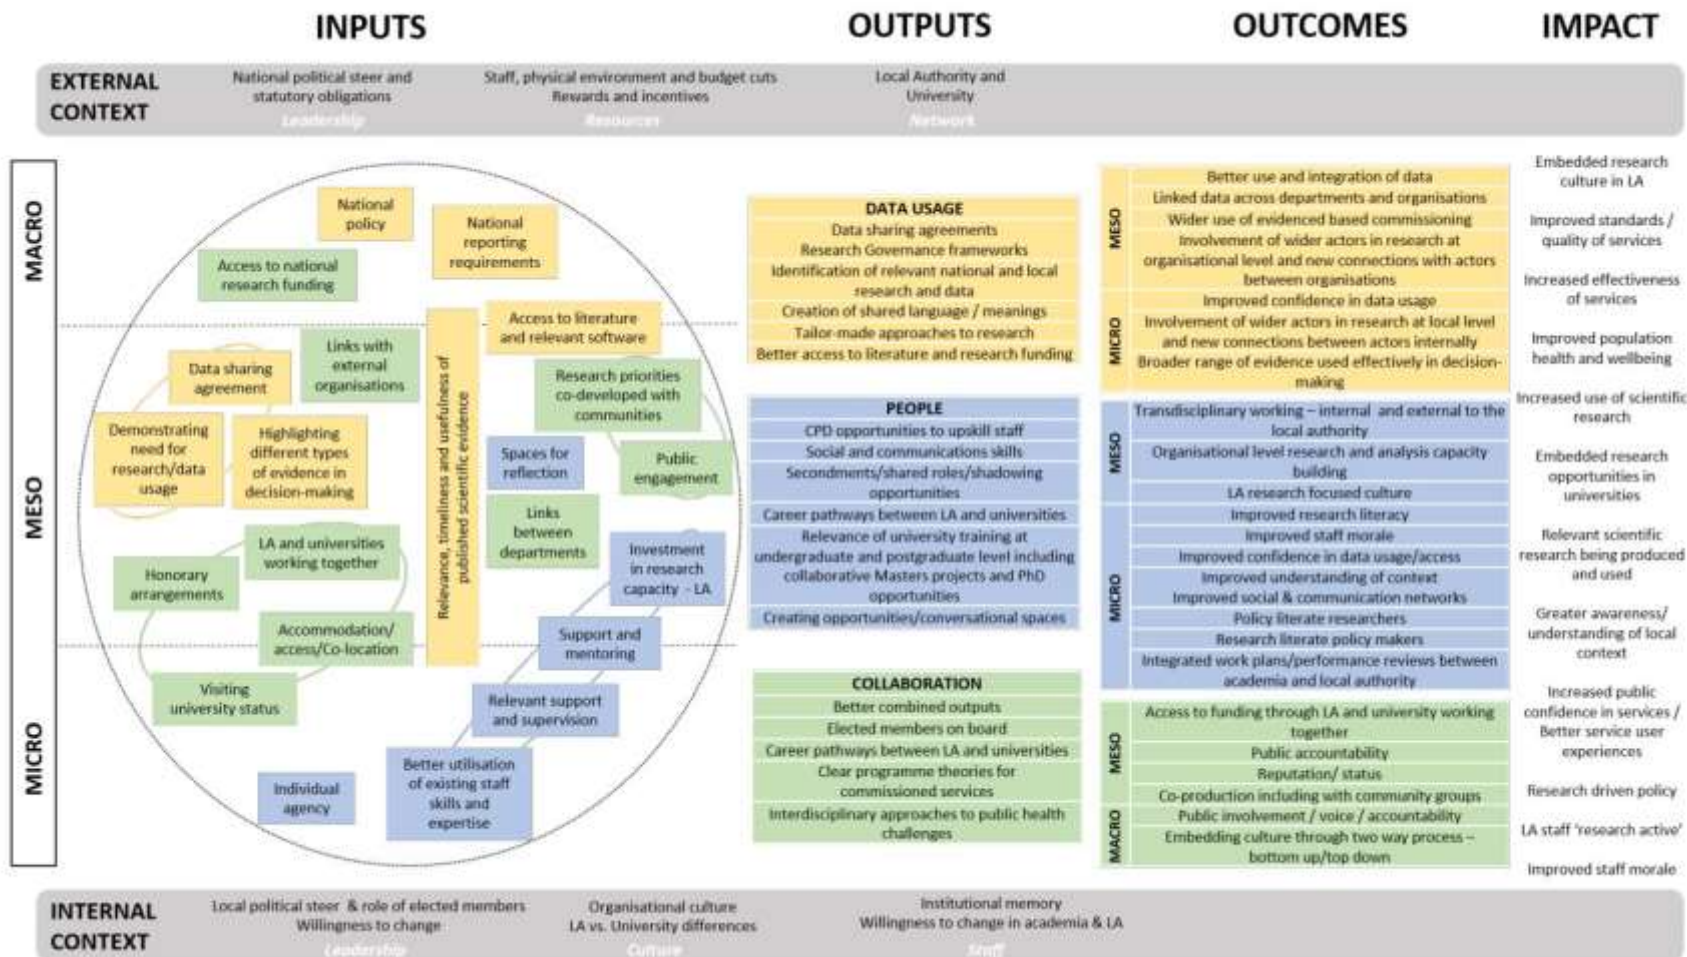 INPUTS
OUTPUTS
OUTCOMES
IMPACT
EXTERNAL
CONTEXT
National political steer and
statutory obligations
Leadership
Staff, physical environment and budget cuts
Rewards and incentives
Resources
Local Authority and
University
Network
MACRO
MESO
MICRO
National
policy
National
reporting
requirements
Access to national
research funding
Access to literature
and relevant software
Links with
external
organisations
Data sharing
agreement
Research priorities
co-developed with
communities
Demonstrating
need for
research/data
usage
Highlighting
different types
of evidence in
decision-making
Relevance, timeliness and usefulness of
published scientific evidence
Spaces for
reflection
Public
engagement
Links
between
departments
LA and universities
working together
Honorary
arrangements
Investment
in research
capacity - LA
Accommodation/
access/Co-location
Support and
mentoring
Visiting
university status
Relevant support
and supervision
Individual
agency
Better utilisation
of existing staff
skills and
expertise
DATA USAGE
Data sharing agreements
Research Governance frameworks
Identification of relevant national and local
research and data
Creation of shared language / meanings
Tailor-made approaches to research
Better access to literature and research funding
PEOPLE
CPD opportunities to upskill staff
Social and communications skills
Secondments/shared roles/shadowing
opportunities
Career pathways between LA and universities
Relevance of university training at
undergraduate and postgraduate level including
collaborative Masters projects and PhD
opportunities
Creating opportunities/conversational spaces
COLLABORATION
Better combined outputs
Elected members on board
Career pathways between LA and universities
Clear programme theories for
commissioned services
Interdisciplinary approaches to public health
challenges
MESO
Better use and integration of data
Linked data across departments and organisations
Wider use of evidenced based commissioning
Involvement of wider actors in research at
organisational level and new connections with actors
between organisations
MICRO
Improved confidence in data usage
Involvement of wider actors in research at local level
and new connections between actors internally
Broader range of evidence used effectively in decision-
making
MESO
Transdisciplinary working – internal and external to the
local authority
Organisational level research and analysis capacity
building
LA research focused culture
MICRO
Improved research literacy
Improved staff morale
Improved confidence in data usage/access
Improved understanding of context
Improved social & communication networks
Policy literate researchers
Research literate policy makers
Integrated work plans/performance reviews between
academia and local authority
MESO
Access to funding through LA and university working
together
Public accountability
Reputation/ status
Co-production including with community groups
MACRO
Public involvement / voice / accountability
Embedding culture through two way process –
bottom up/top down
Embedded research
culture in LA
Improved standards /
quality of services
Increased effectiveness
of services
Improved population
health and wellbeing
Increased use of scientific
research
Embedded research
opportunities in
universities
Relevant scientific
research being produced
and used
Greater awareness/
understanding of local
context
Increased public
confidence in services /
Better service user
experiences
Research driven policy
LA staff 'research active'
Improved staff morale
INTERNAL
CONTEXT
Local political steer & role of elected members
Willingness to change
Leadership
Organisational culture
LA vs. University differences
Culture
Institutional memory
Willingness to change in academia & LA
Staff